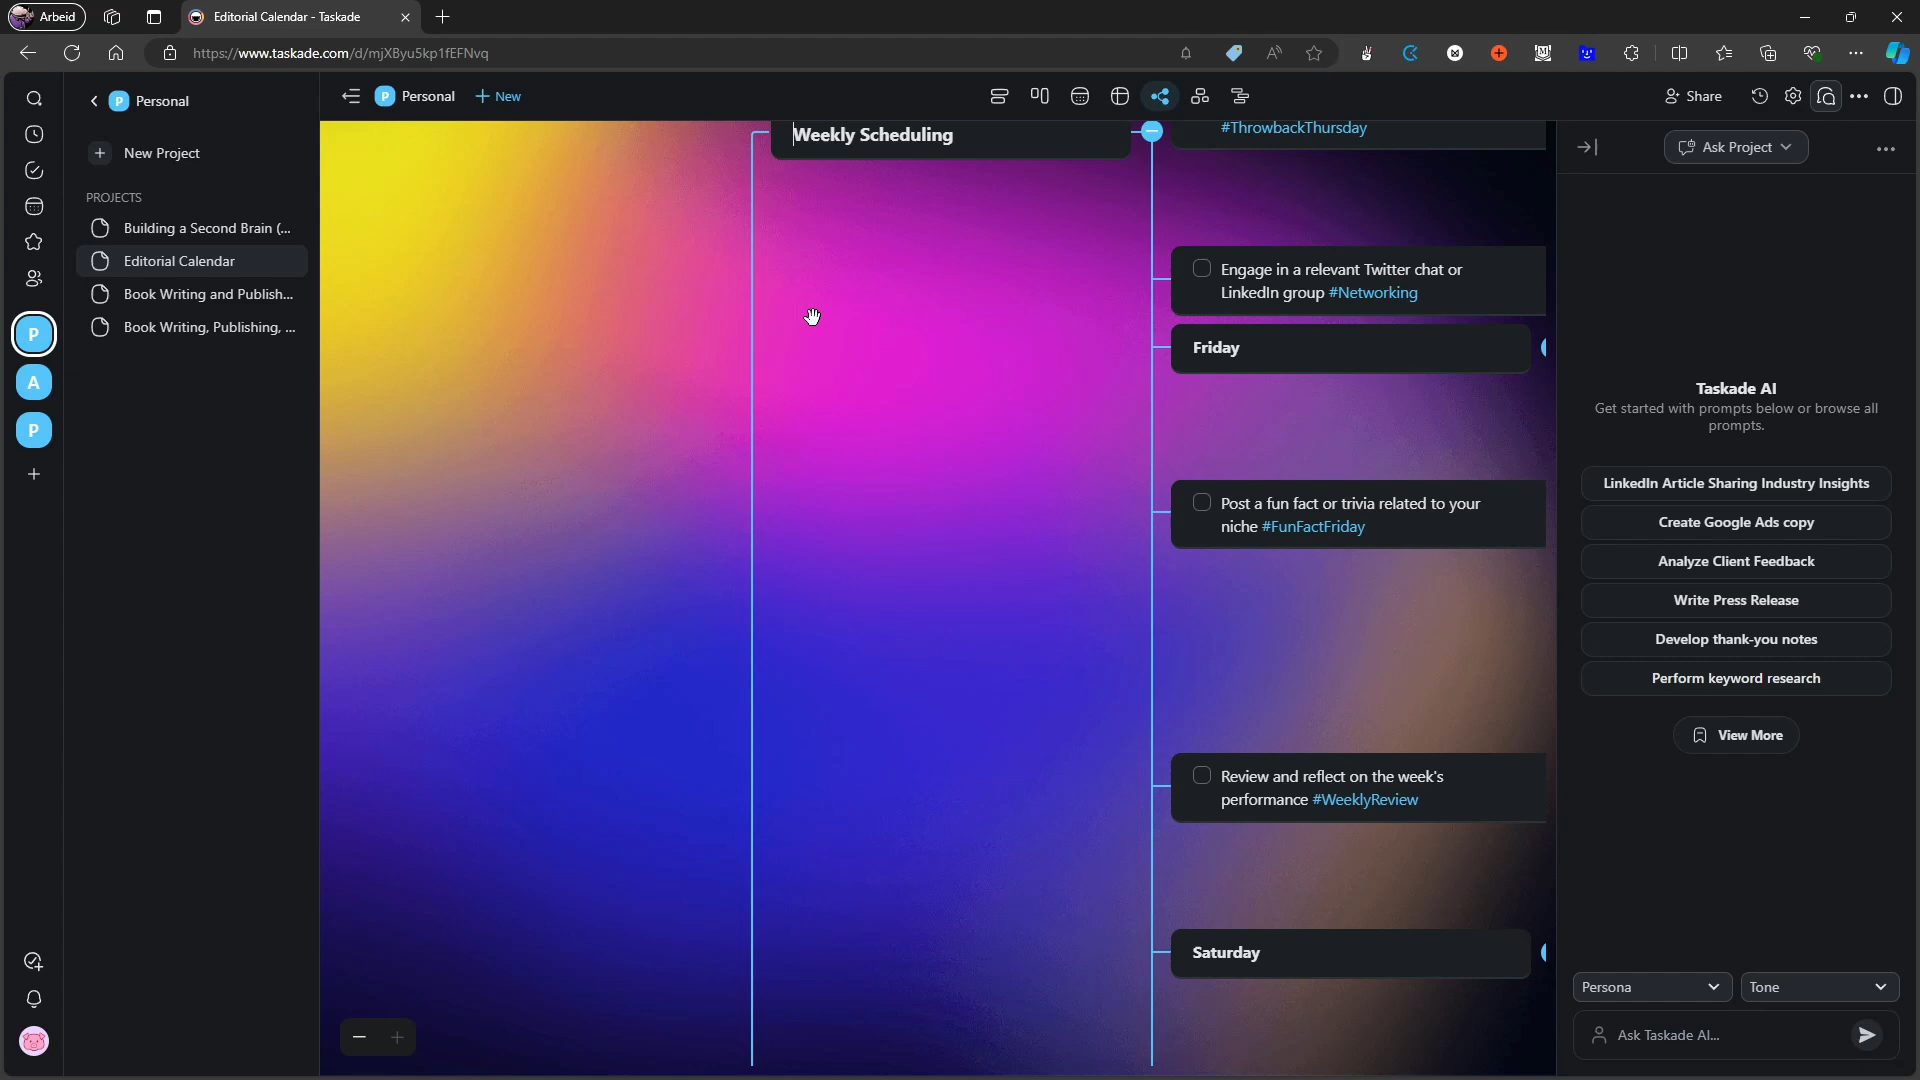 Arbeid
Editorial Calendar - Taskade
https://www.taskade.com/d/mjXByu5kp1fEFNvq
P Personal
New Project
PROJECTS
Building a Second Brain (...
Editorial Calendar
Book Writing and Publish...
Book Writing, Publishing, ...
P
A
P
P Personal
+ New
Share
Weekly Scheduling
#ThrowbackThursday
Engage in a relevant Twitter chat or
LinkedIn group #Networking
Friday
Post a fun fact or trivia related to your
niche #FunFactFriday
Review and reflect on the week's
performance #WeeklyReview
Saturday
Ask Project
Taskade AI
Get started with prompts below or browse all
prompts.
LinkedIn Article Sharing Industry Insights
Create Google Ads copy
Analyze Client Feedback
Write Press Release
Develop thank-you notes
Perform keyword research
View More
Persona
Tone
Ask Taskade AI...